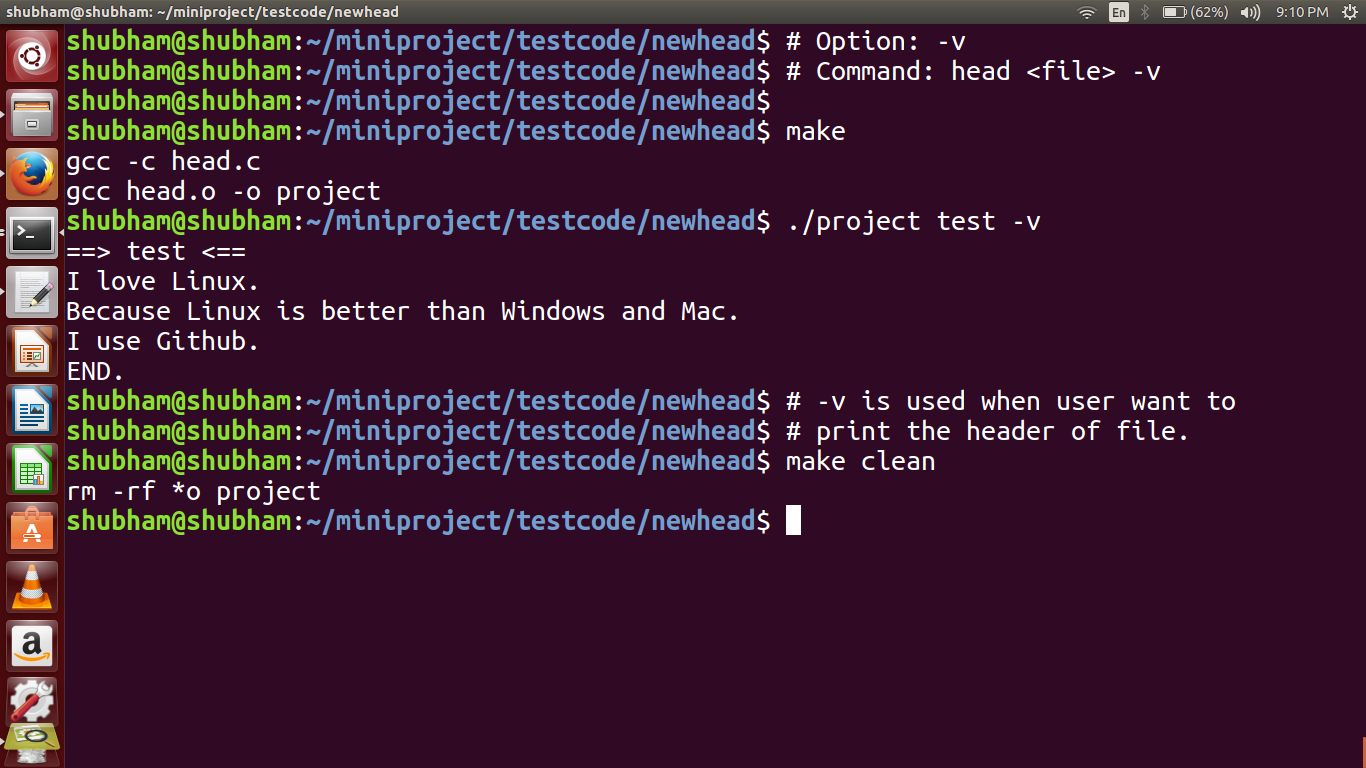 shubham@shubham: ~/miniproject/testcode/newhead En (62%) 9:10 PM
shubham@shubham:~/miniproject/testcode/newhead$ # Option: -v
shubham@shubham:~/miniproject/testcode/newhead$ # Command: head <file> -v
shubham@shubham:~/miniproject/testcode/newhead$
shubham@shubham:~/miniproject/testcode/newhead$ make
gcc -c head.c
gcc head.o -o project
shubham@shubham:~/miniproject/testcode/newhead$ ./project test -v
==> test <==
I love Linux.
Because Linux is better than Windows and Mac.
I use Github.
END.
shubham@shubham:~/miniproject/testcode/newhead$ # -v is used when user want to
shubham@shubham:~/miniproject/testcode/newhead$ # print the header of file.
shubham@shubham:~/miniproject/testcode/newhead$ make clean
rm -rf *o project
shubham@shubham:~/miniproject/testcode/newhead$